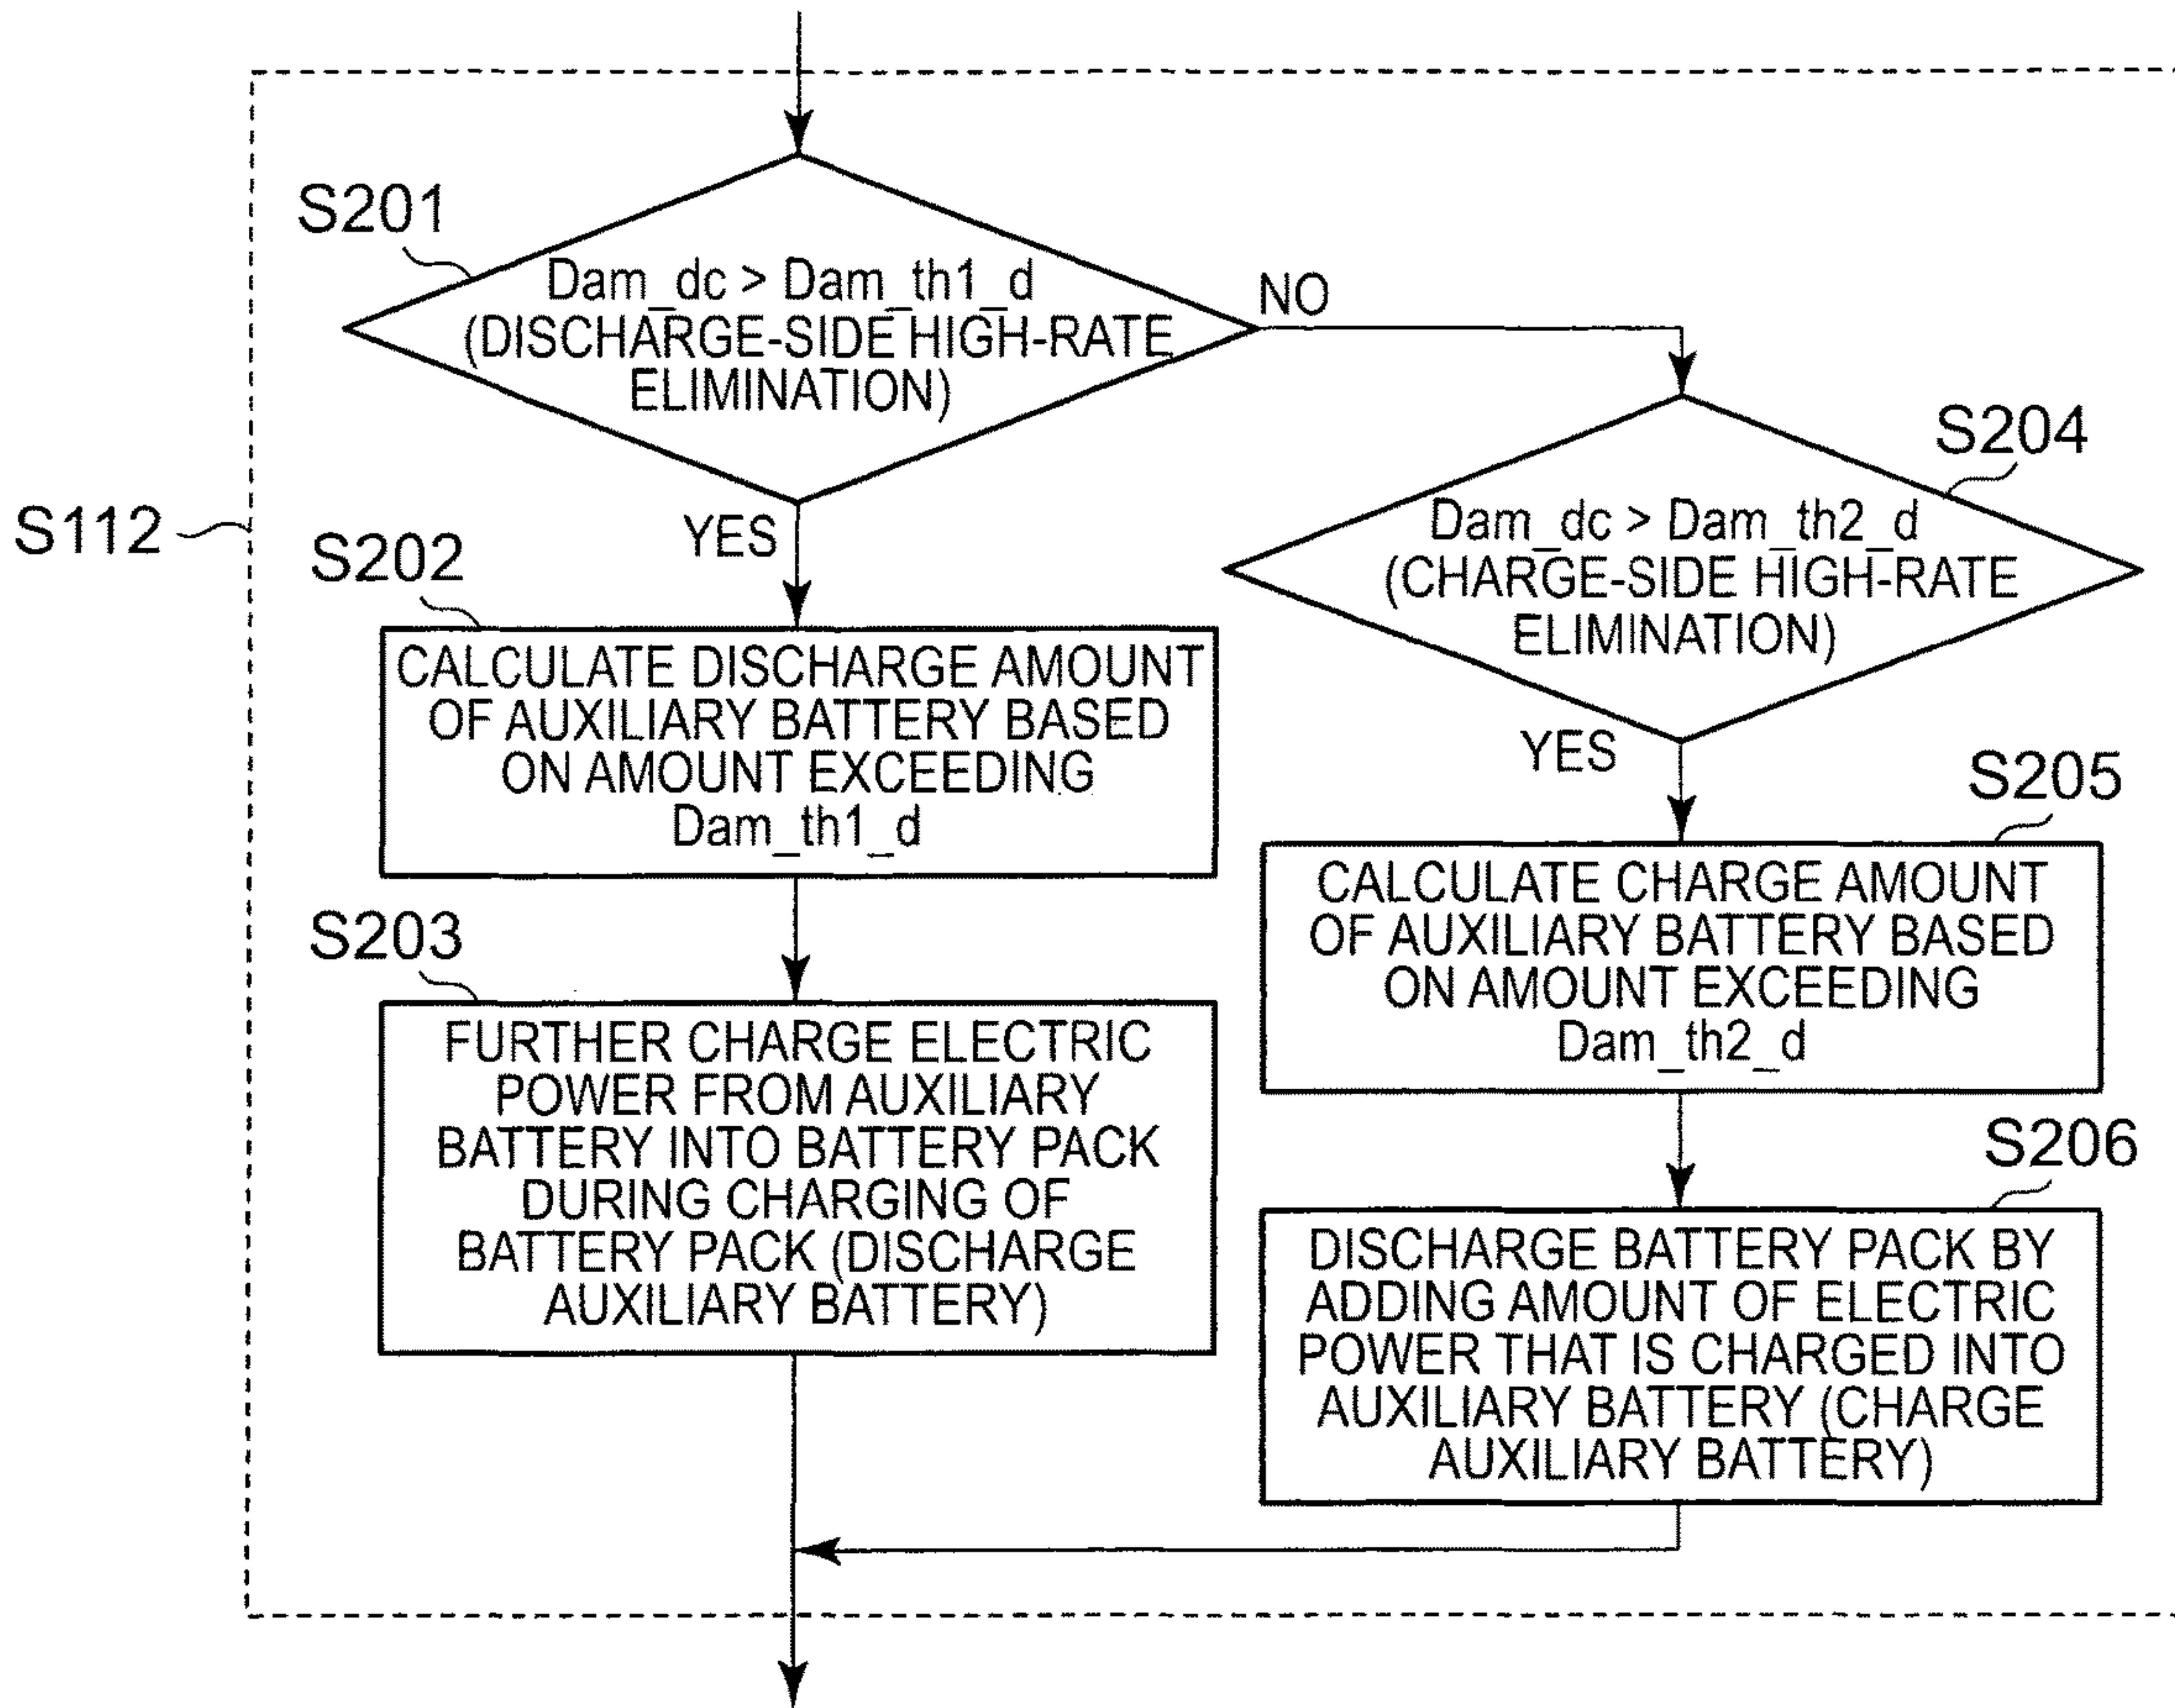 S112
S201
Dam_dc > Dam_th1_d
(DISCHARGE-SIDE HIGH-RATE
ELIMINATION)
NO
YES
S202
CALCULATE DISCHARGE AMOUNT
OF AUXILIARY BATTERY BASED
ON AMOUNT EXCEEDING
Dam_th1_d
S203
FURTHER CHARGE ELECTRIC
POWER FROM AUXILIARY
BATTERY INTO BATTERY PACK
DURING CHARGING OF
BATTERY PACK (DISCHARGE
AUXILIARY BATTERY)
S204
Dam_dc > Dam_th2_d
(CHARGE-SIDE HIGH-RATE
ELIMINATION)
YES
S205
CALCULATE CHARGE AMOUNT
OF AUXILIARY BATTERY BASED
ON AMOUNT EXCEEDING
Dam_th2_d
S206
DISCHARGE BATTERY PACK BY
ADDING AMOUNT OF ELECTRIC
POWER THAT IS CHARGED INTO
AUXILIARY BATTERY (CHARGE
AUXILIARY BATTERY)